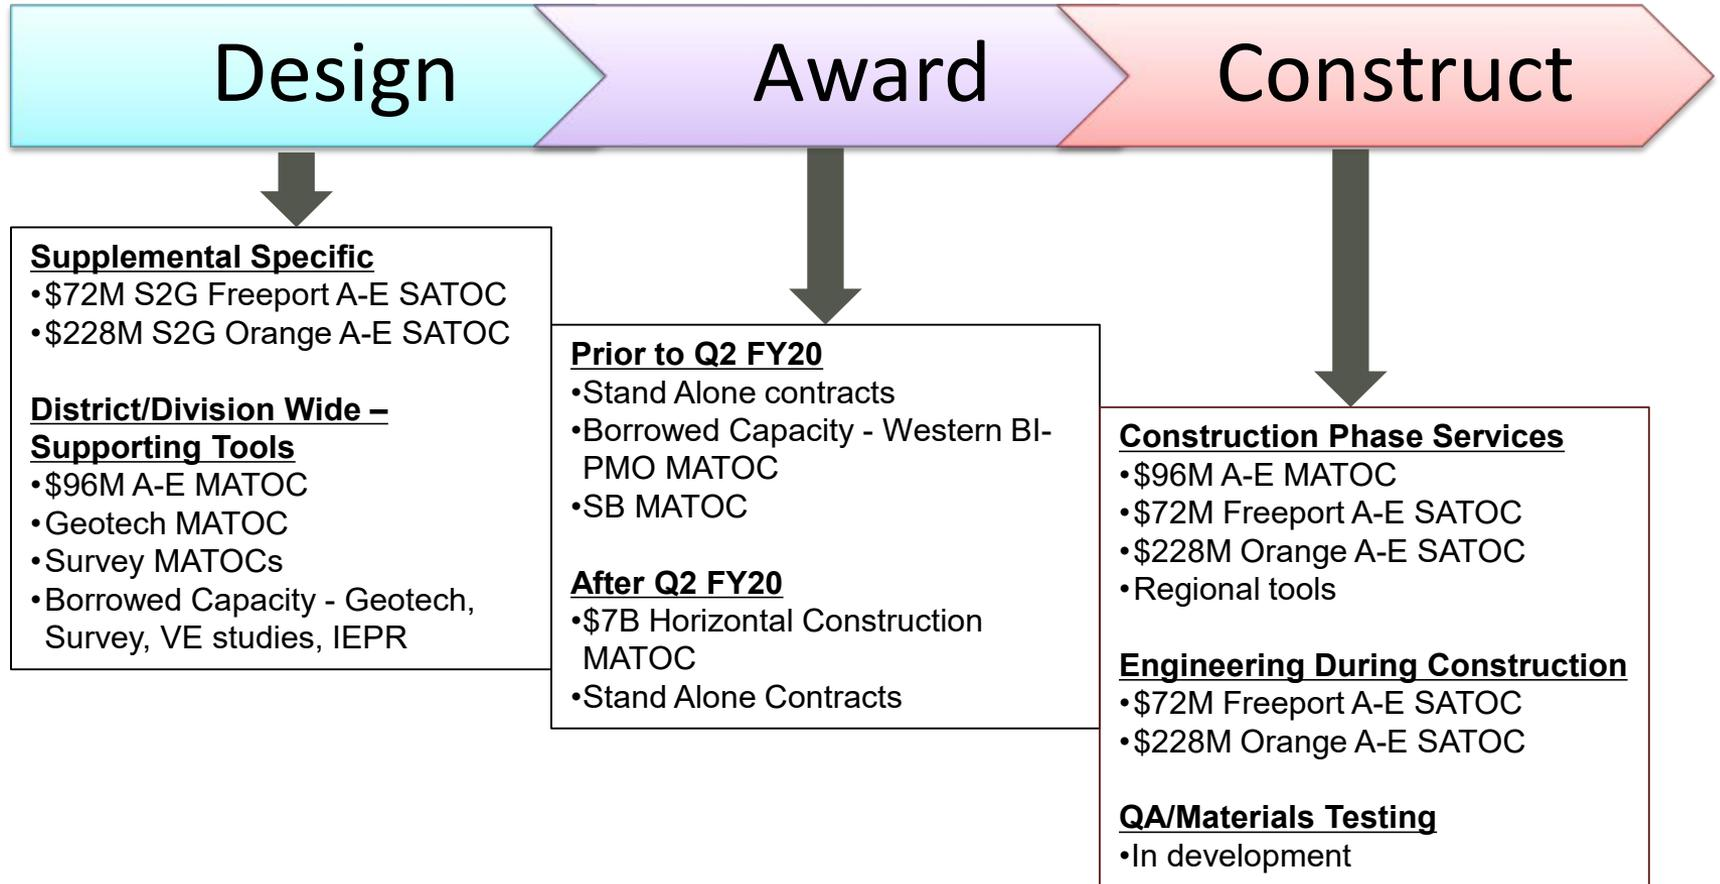 Design
Award
Construct
Supplemental Specific
•$72M S2G Freeport A-E SATOC
•$228M S2G Orange A-E SATOC
District/Division Wide –
Supporting Tools
•$96M A-E MATOC
•Geotech MATOC
•Survey MATOCs
•Borrowed Capacity - Geotech,
Survey, VE studies, IEPR
Prior to Q2 FY20
•Stand Alone contracts
•Borrowed Capacity - Western BI-
PMO MATOC
•SB MATOC
After Q2 FY20
•$7B Horizontal Construction
MATOC
•Stand Alone Contracts
Construction Phase Services
•$96M A-E MATOC
•$72M Freeport A-E SATOC
•$228M Orange A-E SATOC
•Regional tools
Engineering During Construction
•$72M Freeport A-E SATOC
•$228M Orange A-E SATOC
QA/Materials Testing
•In development